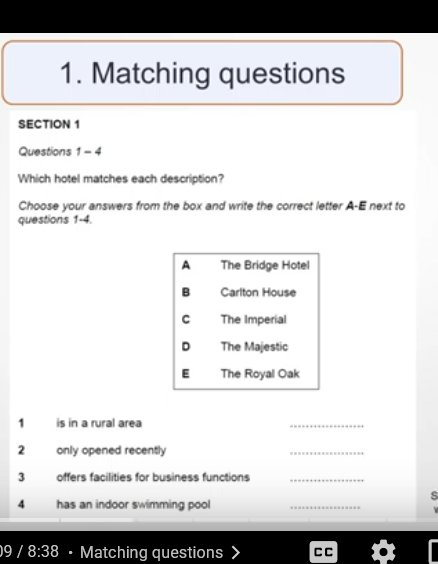 1. Matching questions
SECTION 1
Questions 1 – 4
Which hotel matches each description?
Choose your answers from the box and write the correct letter A-E next to
questions 1-4.
A The Bridge Hotel
B Carlton House
C The Imperial
D The Majestic
E The Royal Oak
1 is in a rural area ....................
2 only opened recently ....................
3 offers facilities for business functions ....................
4 has an indoor swimming pool ....................
09 / 8:38 • Matching questions >
CC